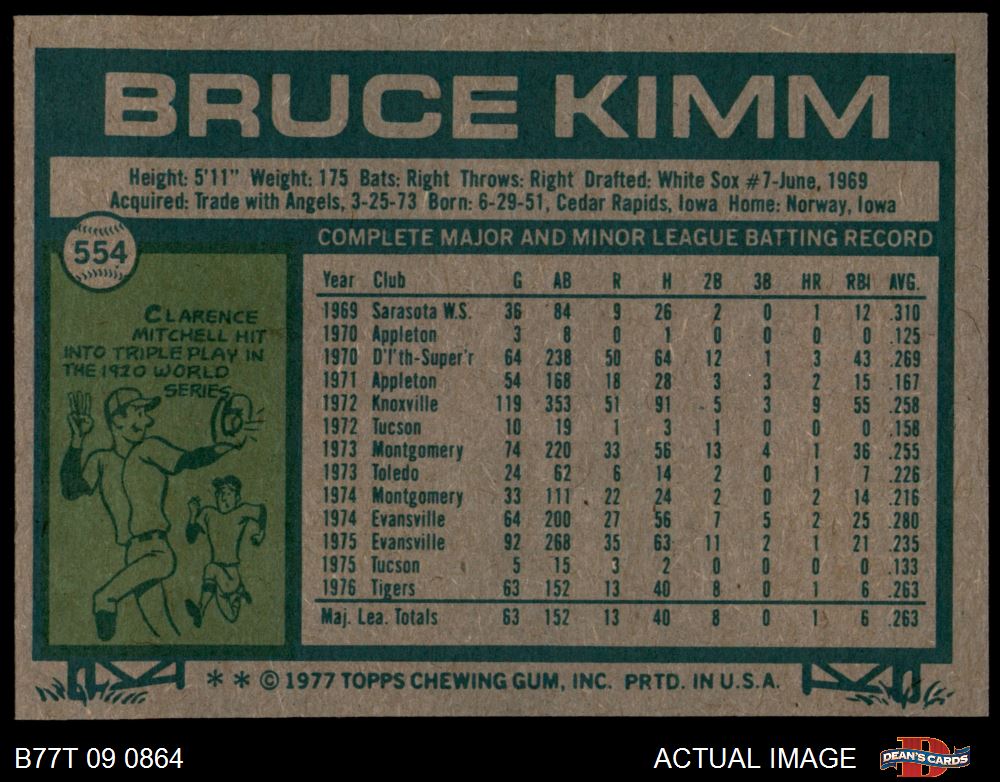 BRUCE KIMM
Height: 5'11" Weight: 175 Bats: Right Throws: Right Drafted: White Sox #7-June, 1969
Acquired: Trade with Angels, 3-25-73 Born: 6-29-51, Cedar Rapids, Iowa Home: Norway, Iowa
554
CLARENCE
MITCHELL HIT
INTO TRIPLE PLAY IN
THE 1920 WORLD
SERIES
COMPLETE MAJOR AND MINOR LEAGUE BATTING RECORD
Year Club G AB R H 2B 3B HR RBI AVG.
1969 Sarasota W.S. 36 84 9 26 2 0 1 12 .310
1970 Appleton 3 8 0 1 0 0 0 0 .125
1970 D'l'th-Super'r 64 238 50 64 12 1 3 43 .269
1971 Appleton 54 168 18 28 3 3 2 15 .167
1972 Knoxville 119 353 51 91 5 3 9 55 .258
1972 Tucson 10 19 1 3 1 0 0 0 .158
1973 Montgomery 74 220 33 56 13 4 1 36 .255
1973 Toledo 24 62 6 14 2 0 1 7 .226
1974 Montgomery 33 111 22 24 2 0 2 14 .216
1974 Evansville 64 200 27 56 7 5 2 25 .280
1975 Evansville 92 268 35 63 11 2 1 21 .235
1975 Tucson 5 15 3 2 0 0 0 0 .133
1976 Tigers 63 152 13 40 8 0 1 6 .263
Maj. Lea. Totals 63 152 13 40 8 0 1 6 .263
** © 1977 TOPPS CHEWING GUM, INC. PRTD. IN U.S.A.
B77T 09 0864
ACTUAL IMAGE
DEAN'S CARDS